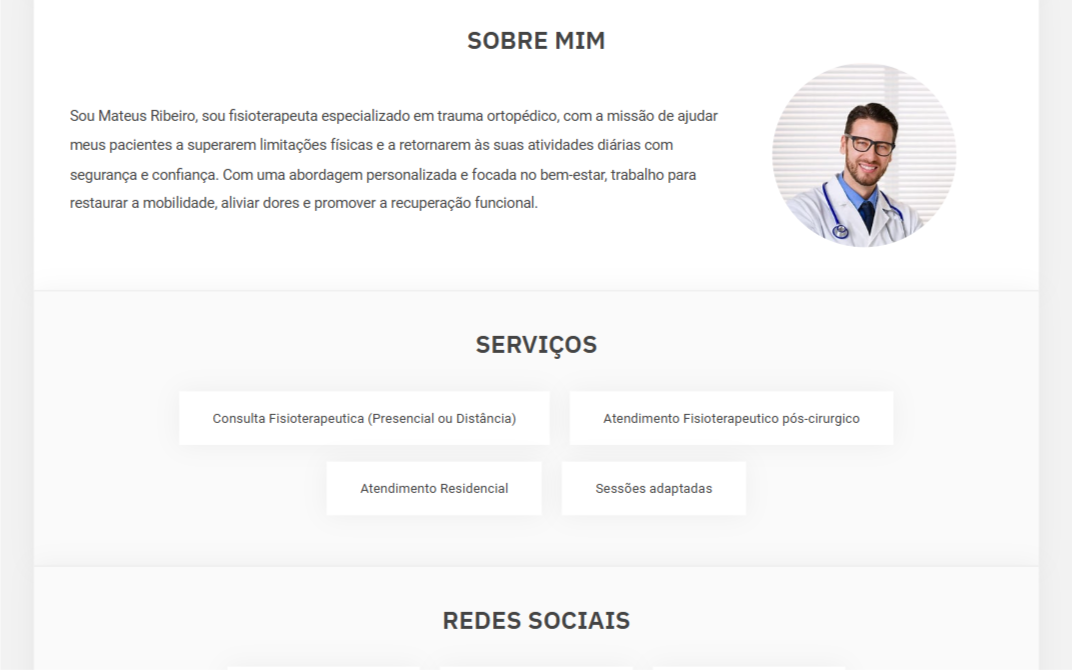 SOBRE MIM
Sou Mateus Ribeiro, sou fisioterapeuta especializado em trauma ortopédico, com a missão de ajudar
meus pacientes a superarem limitações físicas e a retornarem às suas atividades diárias com
segurança e confiança. Com uma abordagem personalizada e focada no bem-estar, trabalho para
restaurar a mobilidade, aliviar dores e promover a recuperação funcional.
SERVIÇOS
Consulta Fisioterapeutica (Presencial ou Distância)
Atendimento Fisioterapeutico pós-cirurgico
Atendimento Residencial
Sessões adaptadas
REDES SOCIAIS